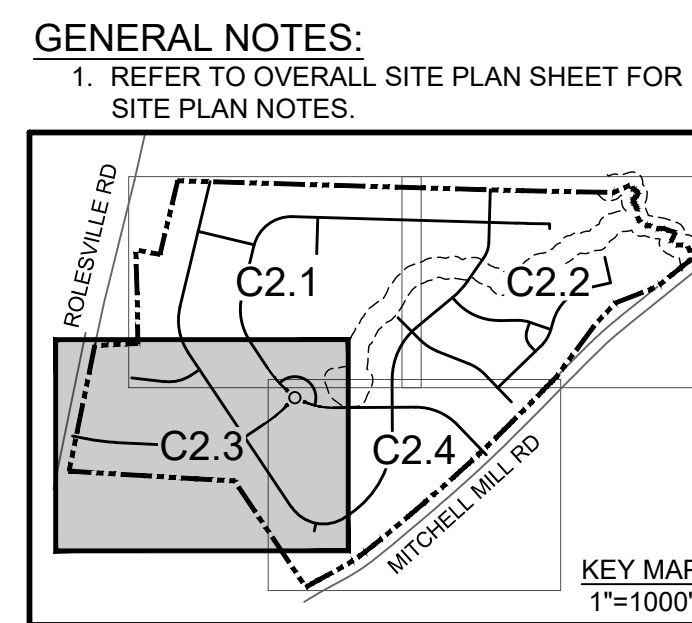 GENERAL NOTES:
1. REFER TO OVERALL SITE PLAN SHEET FOR
SITE PLAN NOTES.
ROLESVILLE RD
C2.1
C2.2
C2.3
C2.4
MITCHELL MILL RD
KEY MAP
1"=1000'